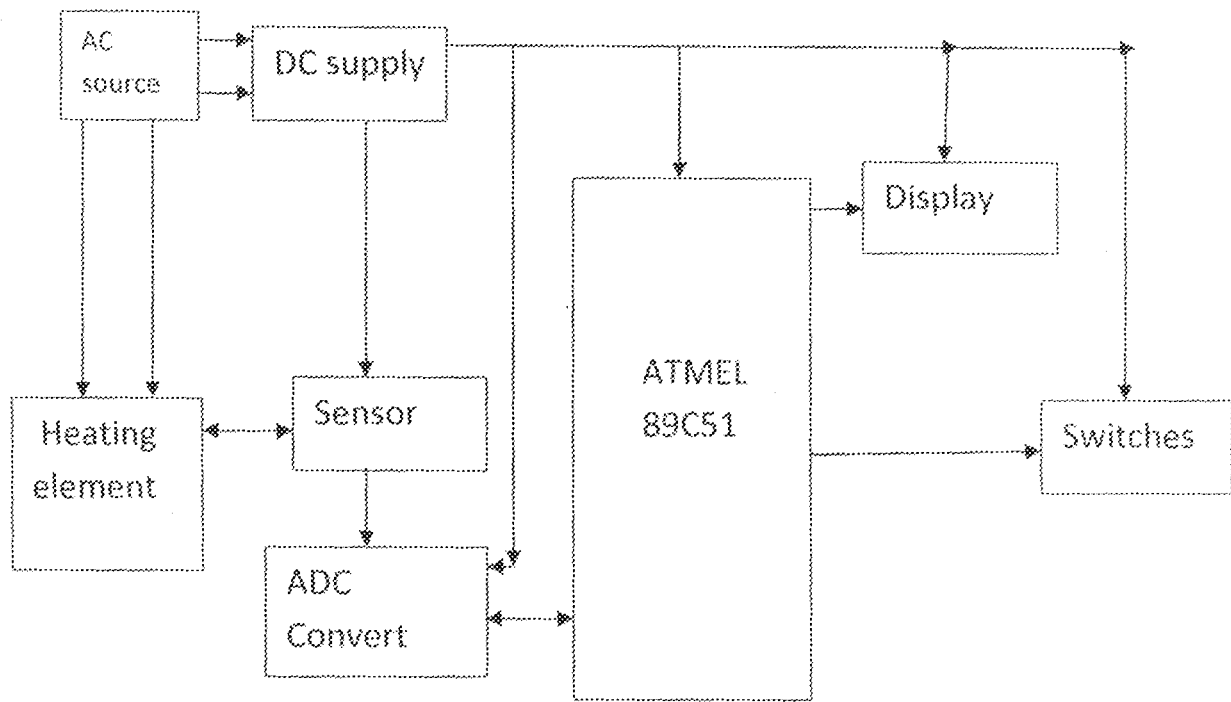 AC
source
DC supply
Display
ATMEL
89C51
Sensor
Switches
Heating
element
ADC
Convert